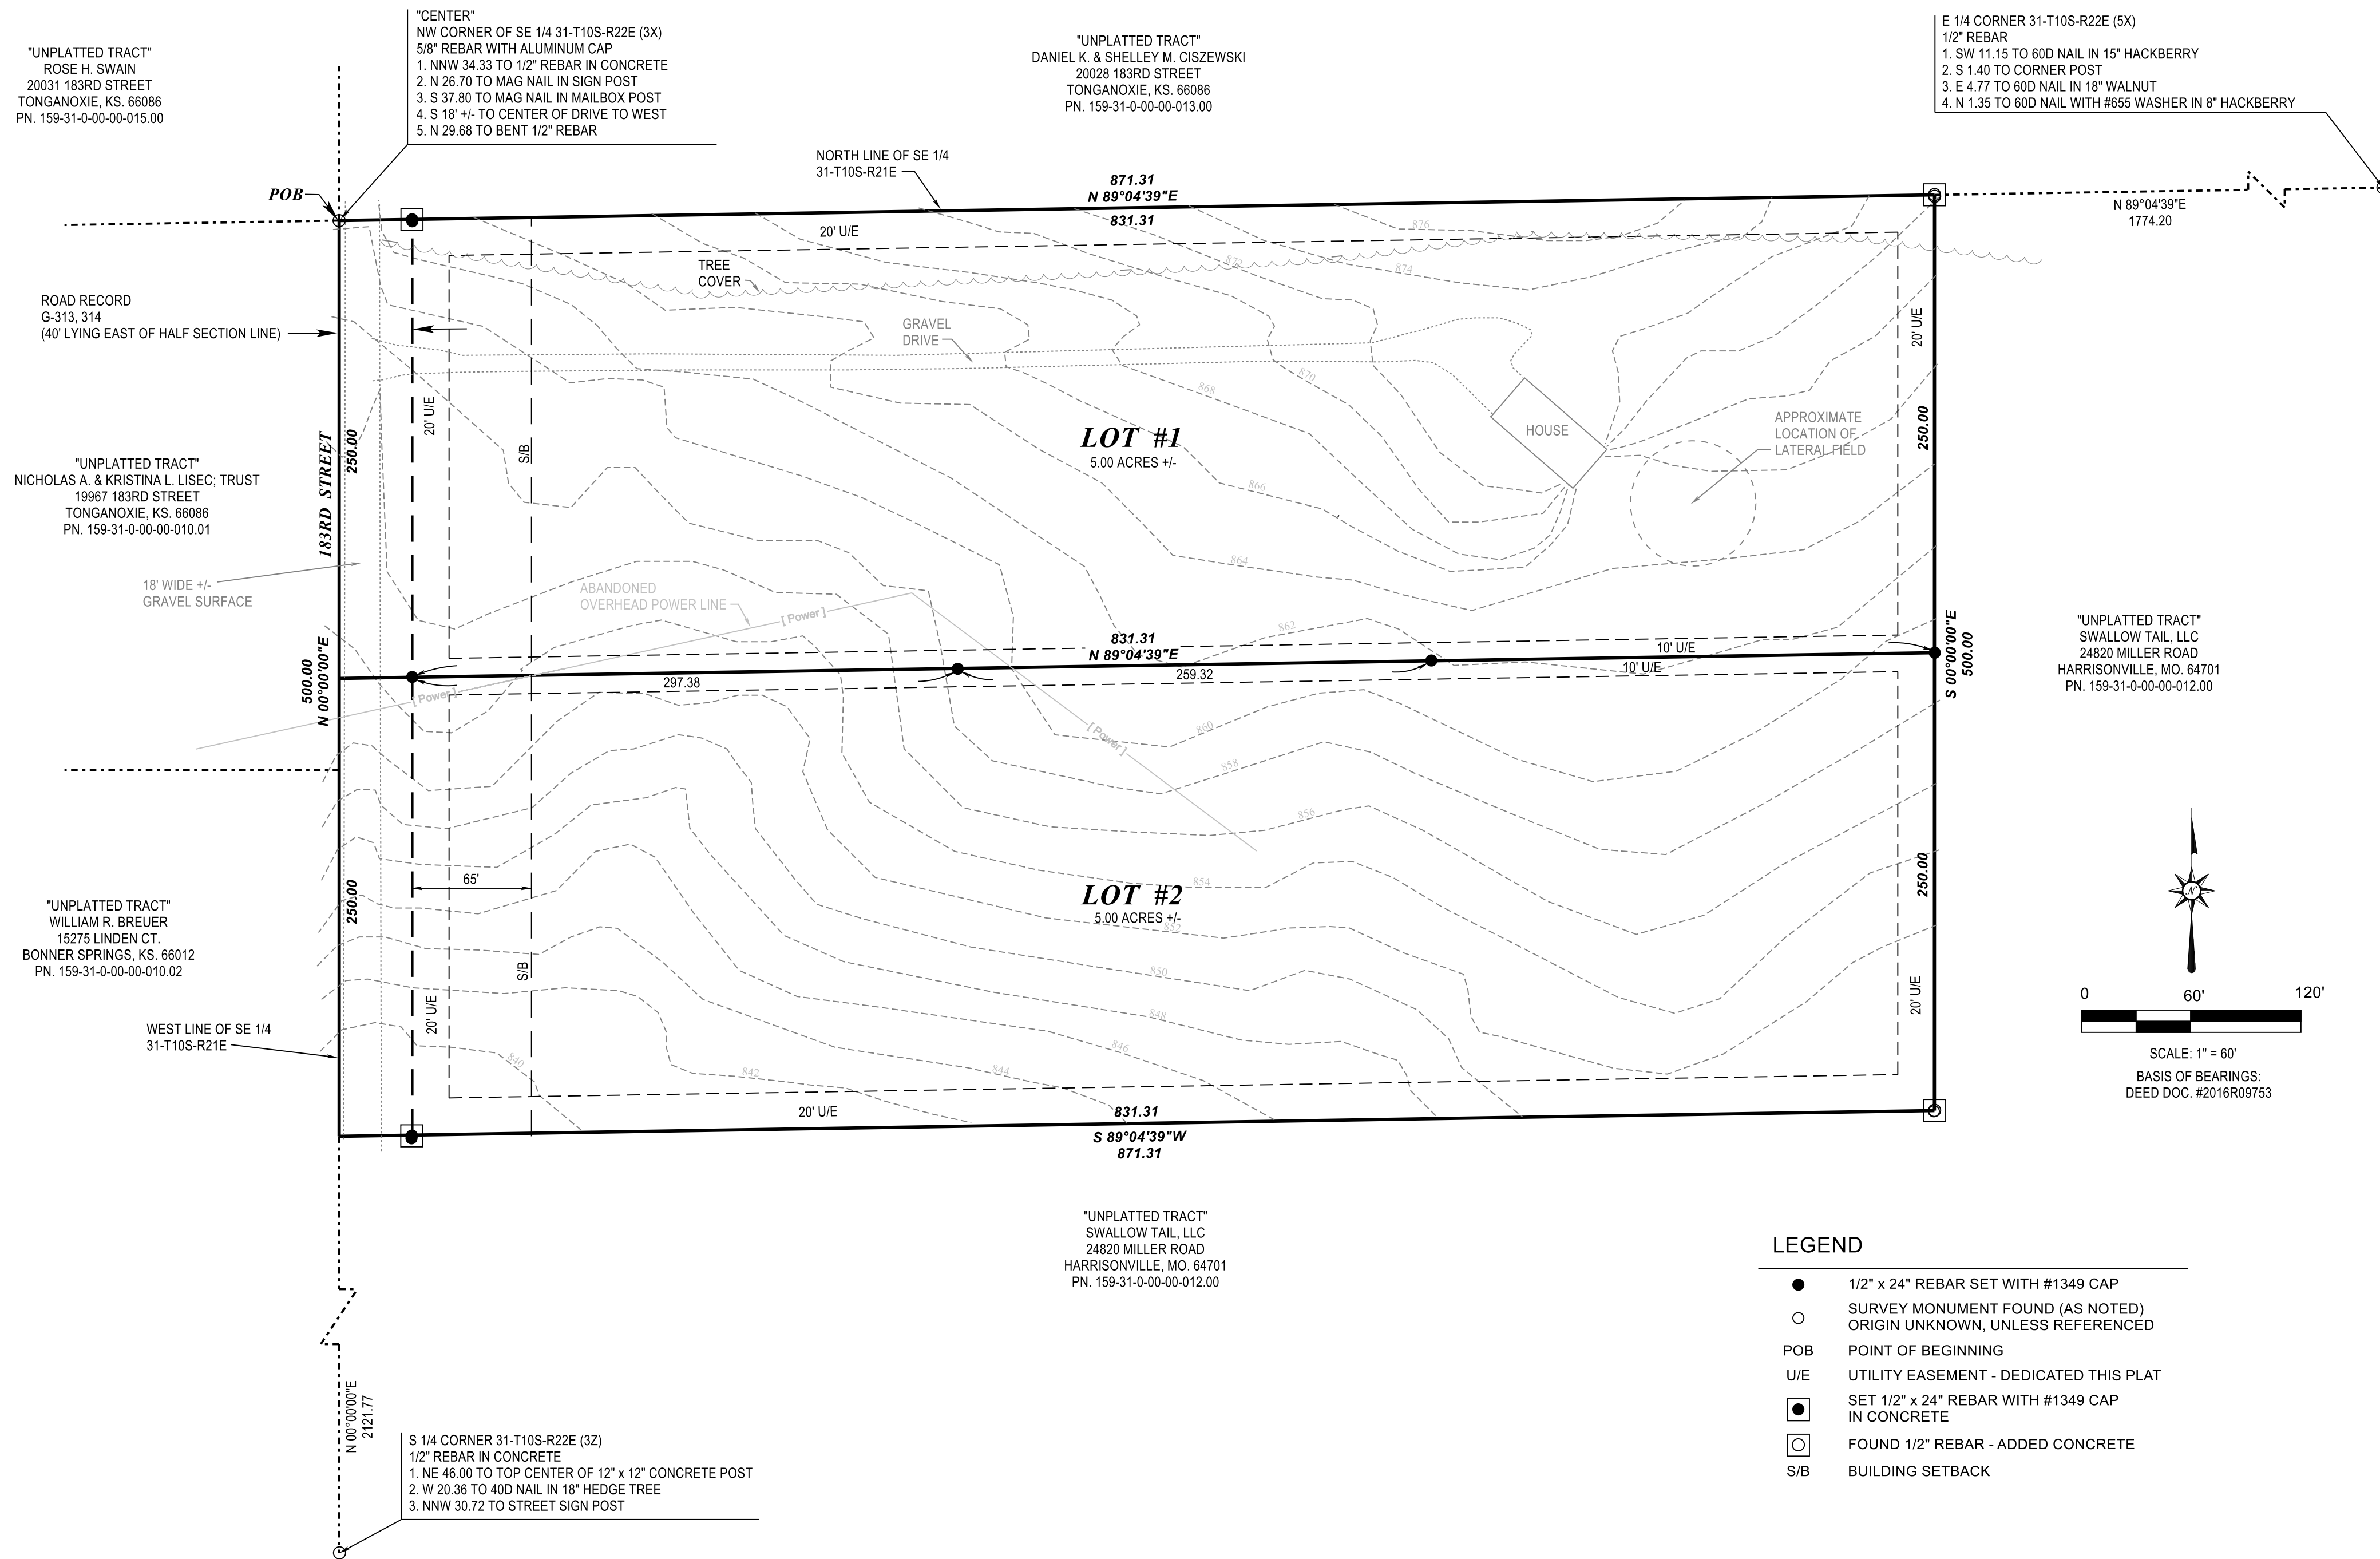 "CENTER"
NW CORNER OF SE 1/4 31-T10S-R22E (3X)
5/8" REBAR WITH ALUMINUM CAP
1. NNW 34.33 TO 1/2" REBAR IN CONCRETE
2. N 26.70 TO MAG NAIL IN SIGN POST
3. S 37.80 TO MAG NAIL IN MAILBOX POST
4. S 18' +/- TO CENTER OF DRIVE TO WEST
5. N 29.68 TO BENT 1/2" REBAR
E 1/4 CORNER 31-T10S-R22E (5X)
1/2" REBAR
1. SW 11.15 TO 60D NAIL IN 15" HACKBERRY
2. S 1.40 TO CORNER POST
3. E 4.77 TO 60D NAIL IN 18" WALNUT
4. N 1.35 TO 60D NAIL WITH #655 WASHER IN 8" HACKBERRY
"UNPLATTED TRACT"
ROSE H. SWAIN
20031 183RD STREET
TONGANOXIE, KS. 66086
PN. 159-31-0-00-00-015.00
"UNPLATTED TRACT"
DANIEL K. & SHELLEY M. CISZEWSKI
20028 183RD STREET
TONGANOXIE, KS. 66086
PN. 159-31-0-00-00-013.00
NORTH LINE OF SE 1/4
31-T10S-R21E
POB
871.31
N 89°04'39"E
831.31
N 89°04'39"E
1774.20
20' U/E
876
TREE
COVER
872
874
ROAD RECORD
G-313, 314
(40' LYING EAST OF HALF SECTION LINE)
GRAVEL
DRIVE
20' U/E
868
870
20' U/E
S/B
250.00
183RD STREET
LOT #1
5.00 ACRES +/-
HOUSE
APPROXIMATE
LOCATION OF
LATERAL FIELD
250.00
"UNPLATTED TRACT"
NICHOLAS A. & KRISTINA L. LISEC; TRUST
19967 183RD STREET
TONGANOXIE, KS. 66086
PN. 159-31-0-00-00-010.01
866
864
18' WIDE +/-
GRAVEL SURFACE
ABANDONED
OVERHEAD POWER LINE
[ Power ]
862
831.31
N 89°04'39"E
10' U/E
10' U/E
297.38
259.32
500.00
N 00°00'00"E
[ Power ]
S 00°00'00"E
500.00
"UNPLATTED TRACT"
SWALLOW TAIL, LLC
24820 MILLER ROAD
HARRISONVILLE, MO. 64701
PN. 159-31-0-00-00-012.00
860
[ Power ]
858
856
65'
854
LOT #2
5.00 ACRES +/-
852
250.00
250.00
"UNPLATTED TRACT"
WILLIAM R. BREUER
15275 LINDEN CT.
BONNER SPRINGS, KS. 66012
PN. 159-31-0-00-00-010.02
S/B
850
N
20' U/E
20' U/E
848
0 60' 120'
WEST LINE OF SE 1/4
31-T10S-R21E
846
840
842
844
SCALE: 1" = 60'
BASIS OF BEARINGS:
DEED DOC. #2016R09753
20' U/E
831.31
S 89°04'39"W
871.31
"UNPLATTED TRACT"
SWALLOW TAIL, LLC
24820 MILLER ROAD
HARRISONVILLE, MO. 64701
PN. 159-31-0-00-00-012.00
LEGEND
1/2" x 24" REBAR SET WITH #1349 CAP
SURVEY MONUMENT FOUND (AS NOTED)
ORIGIN UNKNOWN, UNLESS REFERENCED
POB POINT OF BEGINNING
U/E UTILITY EASEMENT - DEDICATED THIS PLAT
SET 1/2" x 24" REBAR WITH #1349 CAP
IN CONCRETE
FOUND 1/2" REBAR - ADDED CONCRETE
S/B BUILDING SETBACK
N 00°00'00"E
2121.77
S 1/4 CORNER 31-T10S-R22E (3Z)
1/2" REBAR IN CONCRETE
1. NE 46.00 TO TOP CENTER OF 12" x 12" CONCRETE POST
2. W 20.36 TO 40D NAIL IN 18" HEDGE TREE
3. NNW 30.72 TO STREET SIGN POST